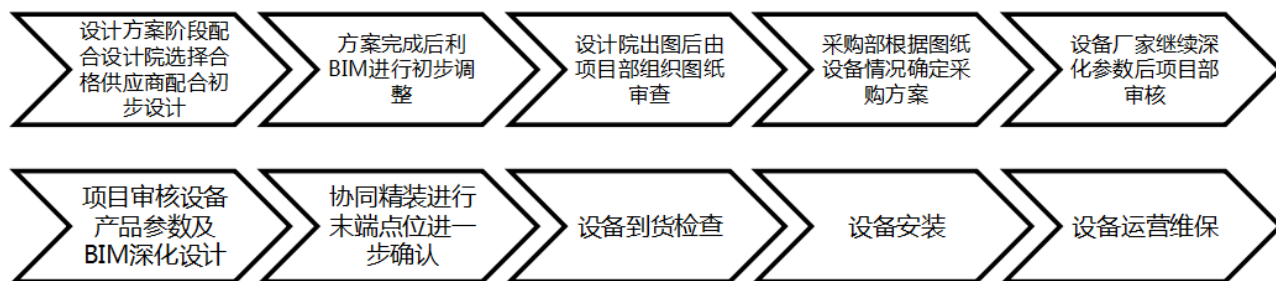 设计方案阶段配
合设计院选择合
格供应商配合初
步设计
方案完成后利
BIM进行初步调
整
设计院出图后由
项目部组织图纸
审查
采购部根据图纸
设备情况确定采
购方案
设备厂家继续深
化参数后项目部
审核
项目审核设备
产品参数及
BIM深化设计
协同精装进行
末端点位进一
步确认
设备到货检查
设备安装
设备运营维保